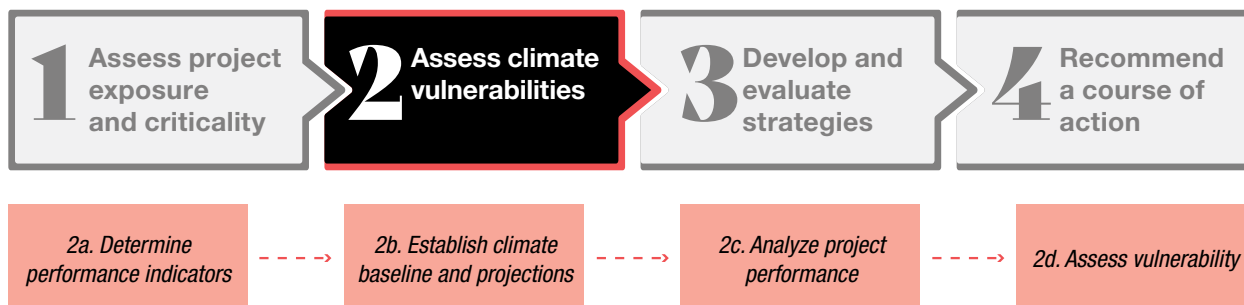 1
Assess project
exposure
and criticality
2
Assess climate
vulnerabilities
3
Develop and
evaluate
strategies
4
Recommend
a course of
action
2a. Determine
performance indicators
2b. Establish climate
baseline and projections
2c. Analyze project
performance
2d. Assess vulnerability